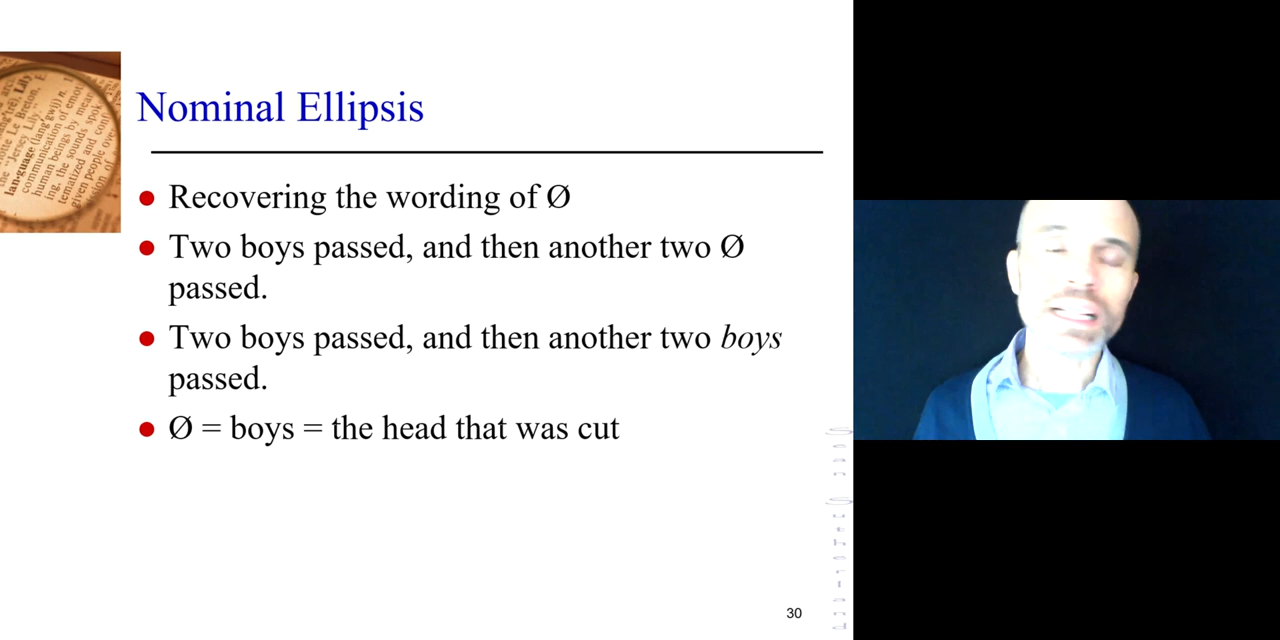 Nominal Ellipsis
● Recovering the wording of Ø
● Two boys passed, and then another two Ø
passed.
● Two boys passed, and then another two boys
passed.
● Ø = boys = the head that was cut
30